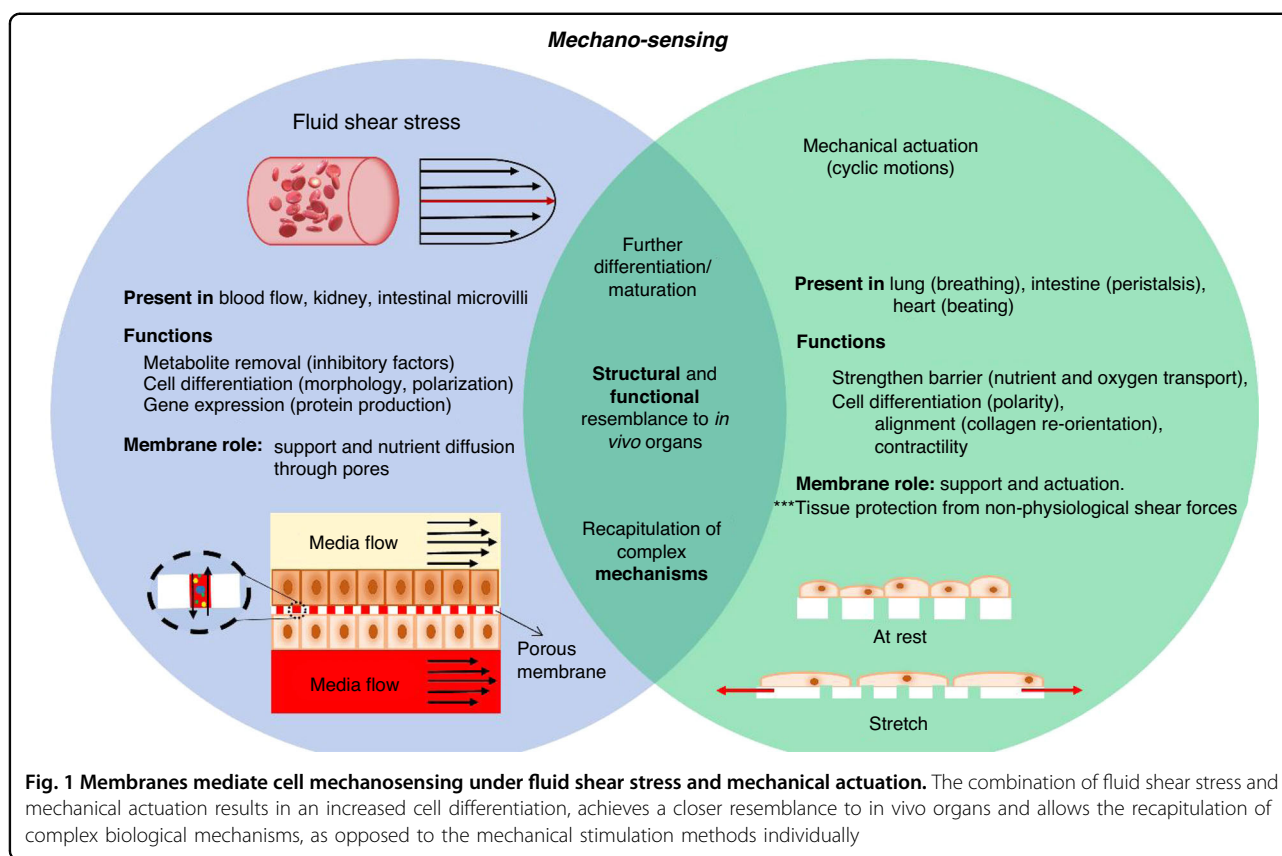 Mechano-sensing
Fluid shear stress
Present in blood flow, kidney, intestinal microvilli
Functions
Metabolite removal (inhibitory factors)
Cell differentiation (morphology, polarization)
Gene expression (protein production)
Membrane role: support and nutrient diffusion
through pores
Media flow
Media flow
Porous
membrane
Further
differentiation/
maturation
Structural and
functional
resemblance to in
vivo organs
Recapitulation of
complex
mechanisms
Mechanical actuation
(cyclic motions)
Present in lung (breathing), intestine (peristalsis),
heart (beating)
Functions
Strengthen barrier (nutrient and oxygen transport),
Cell differentiation (polarity),
alignment (collagen re-orientation),
contractility
Membrane role: support and actuation.
***Tissue protection from non-physiological shear forces
At rest
Stretch
Fig. 1 Membranes mediate cell mechanosensing under fluid shear stress and mechanical actuation. The combination of fluid shear stress and
mechanical actuation results in an increased cell differentiation, achieves a closer resemblance to in vivo organs and allows the recapitulation of
complex biological mechanisms, as opposed to the mechanical stimulation methods individually